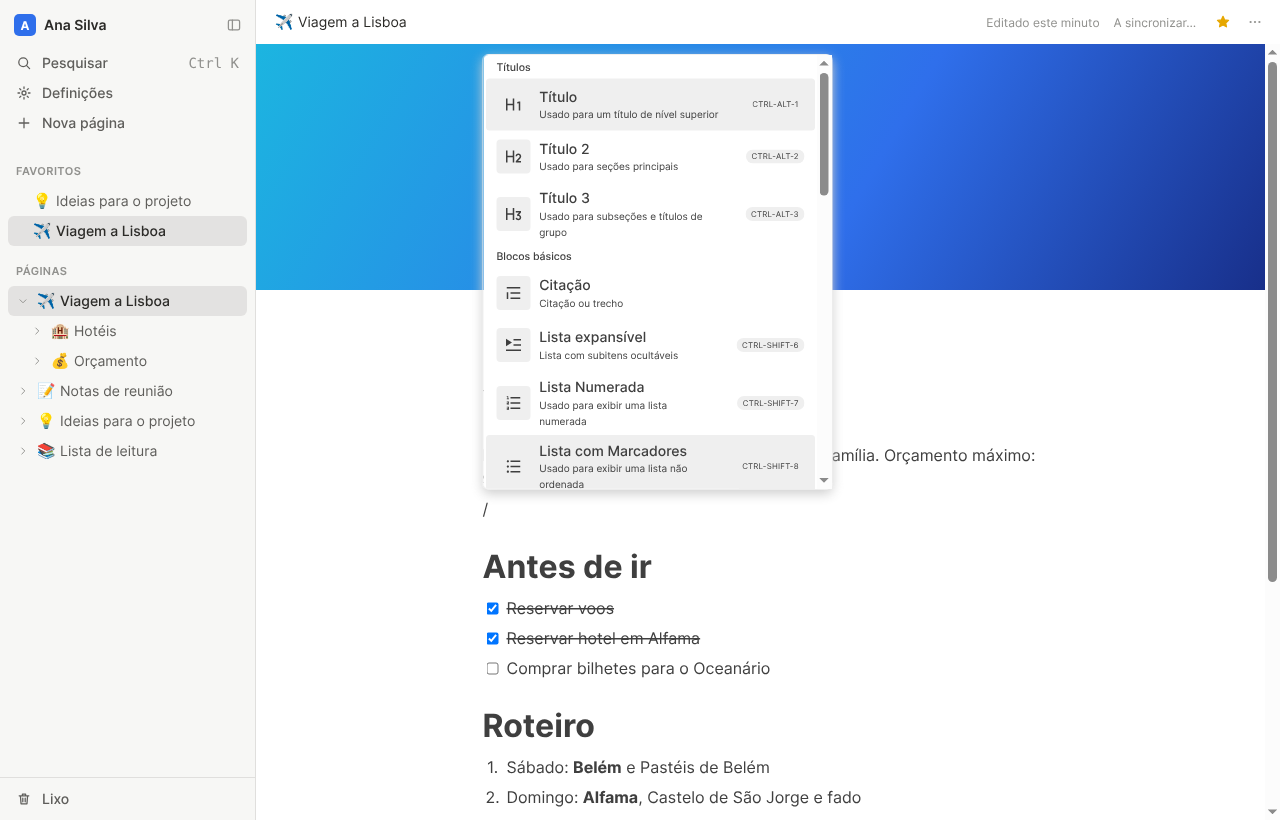 A Ana Silva
Pesquisar Ctrl K
Definições
Nova página
FAVORITOS
💡 Ideias para o projeto
✈️ Viagem a Lisboa
PÁGINAS
✈️ Viagem a Lisboa
🏨 Hotéis
💰 Orçamento
📝 Notas de reunião
💡 Ideias para o projeto
📚 Lista de leitura
Lixo
✈️ Viagem a Lisboa
Editado este minuto A sincronizar...
Títulos
H1 Título CTRL-ALT-1
Usado para um título de nível superior
H2 Título 2 CTRL-ALT-2
Usado para seções principais
H3 Título 3 CTRL-ALT-3
Usado para subseções e títulos de
grupo
Blocos básicos
Citação
Citação ou trecho
Lista expansível CTRL-SHIFT-6
Lista com subitens ocultáveis
Lista Numerada CTRL-SHIFT-7
Usado para exibir uma lista
numerada
Lista com Marcadores CTRL-SHIFT-8
Usado para exibir uma lista não
ordenada
amília. Orçamento máximo:
/
Antes de ir
Reservar voos
Reservar hotel em Alfama
Comprar bilhetes para o Oceanário
Roteiro
1. Sábado: Belém e Pastéis de Belém
2. Domingo: Alfama, Castelo de São Jorge e fado